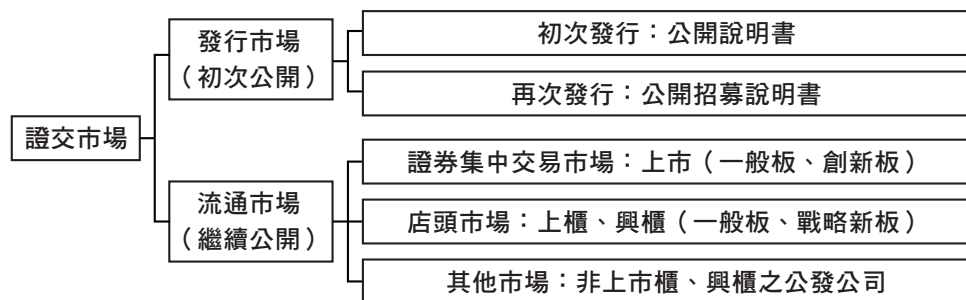 證交市場
發行市場
（初次公開）
初次發行：公開說明書
再次發行：公開招募說明書
流通市場
（繼續公開）
證券集中交易市場：上市（一般板、創新板）
店頭市場：上櫃、興櫃（一般板、戰略新板）
其他市場：非上市櫃、興櫃之公發公司